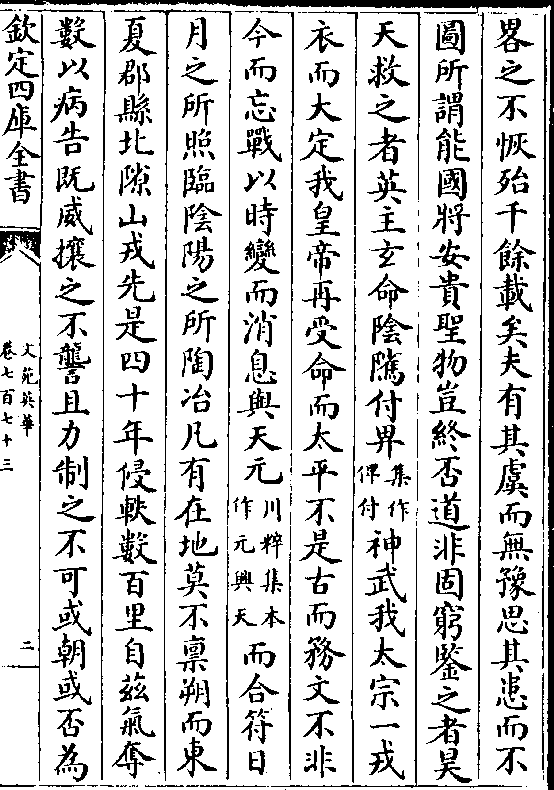 畧之不恢殆千餘載矣夫有其虞而無豫思其患而不
圖所謂能國將安貴聖物豈終否道非固窮鑒之者昊
天救之者英主玄命陰隲付畀集作俾付神武我太宗一戎
衣而大定我皇帝再受命而太平不是古而務文不非
今而忘戰以時變而消息與天元川粹集本作元興天而合符日
月之所照臨陰陽之所陶冶凡有在地莫不禀朔而東
夏郡縣北隙山戎先是四十年侵軼數百里自茲氣奪
數以病告既威攘之不讋且力制之不可或朝或否為
欽定四庫全書
文苑英華
卷七百七十三
二